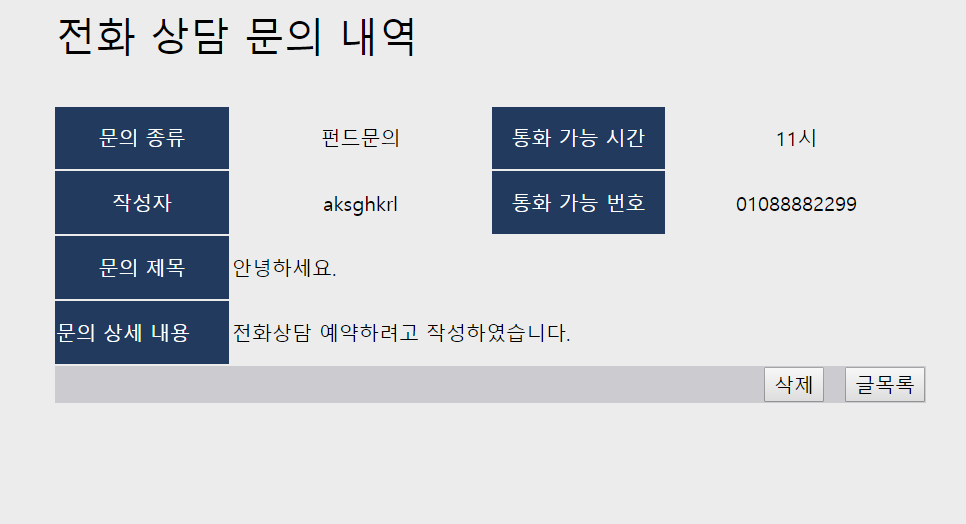 전화 상담 문의 내역
문의 종류 펀드문의 통화 가능 시간 11시
작성자 aksghkrl 통화 가능 번호 01088882299
문의 제목 안녕하세요.
문의 상세 내용 전화상담 예약하려고 작성하였습니다.
삭제 글목록